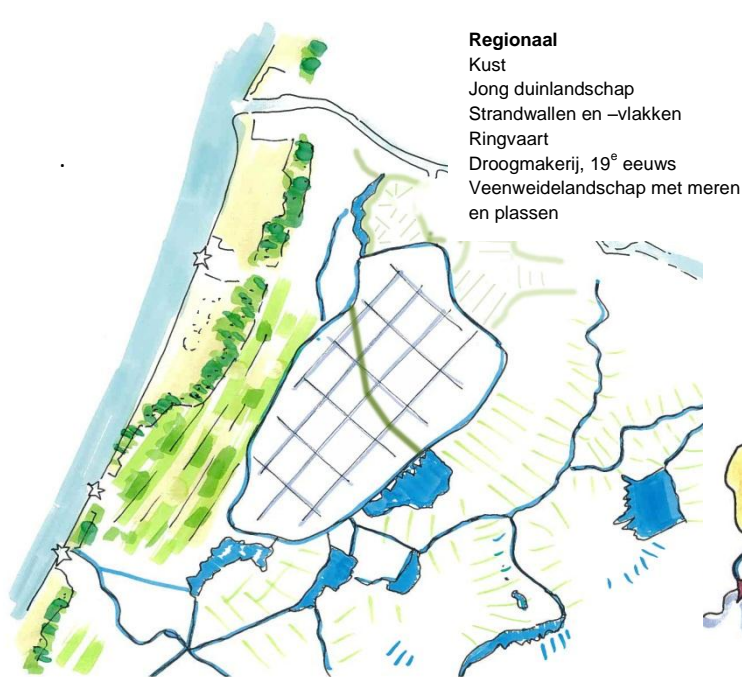 Regionaal
Kust
Jong duinlandschap
Strandwallen en –vlakken
Ringvaart
Droogmakerij, 19e eeuws
Veenweidelandschap met meren
en plassen
.